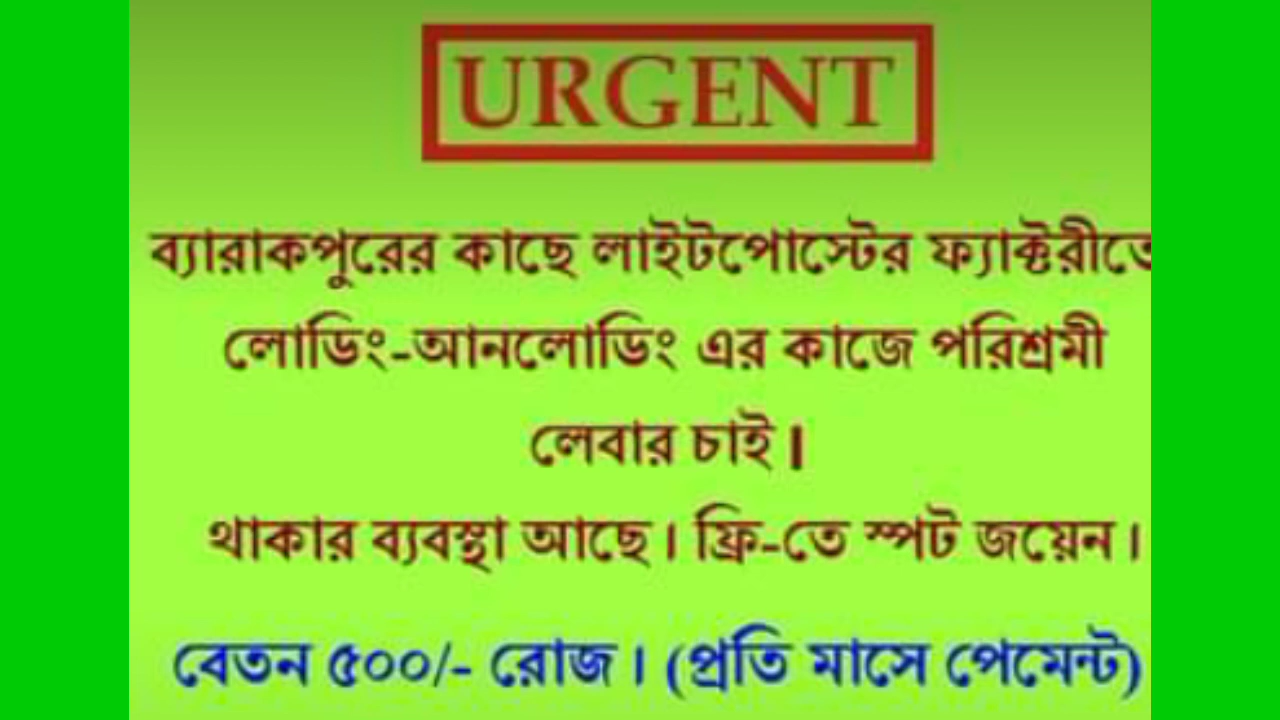 URGENT
ব্যারাকপুরের কাছে লাইটপোস্টের ফ্যাক্টরীতে
লোডিং-আনলোডিং এর কাজে পরিশ্রমী
লেবার চাই।
থাকার ব্যবস্থা আছে। ফ্রি-তে স্পট জয়েন।
বেতন ৫০০/- রোজ। (প্রতি মাসে পেমেন্ট)